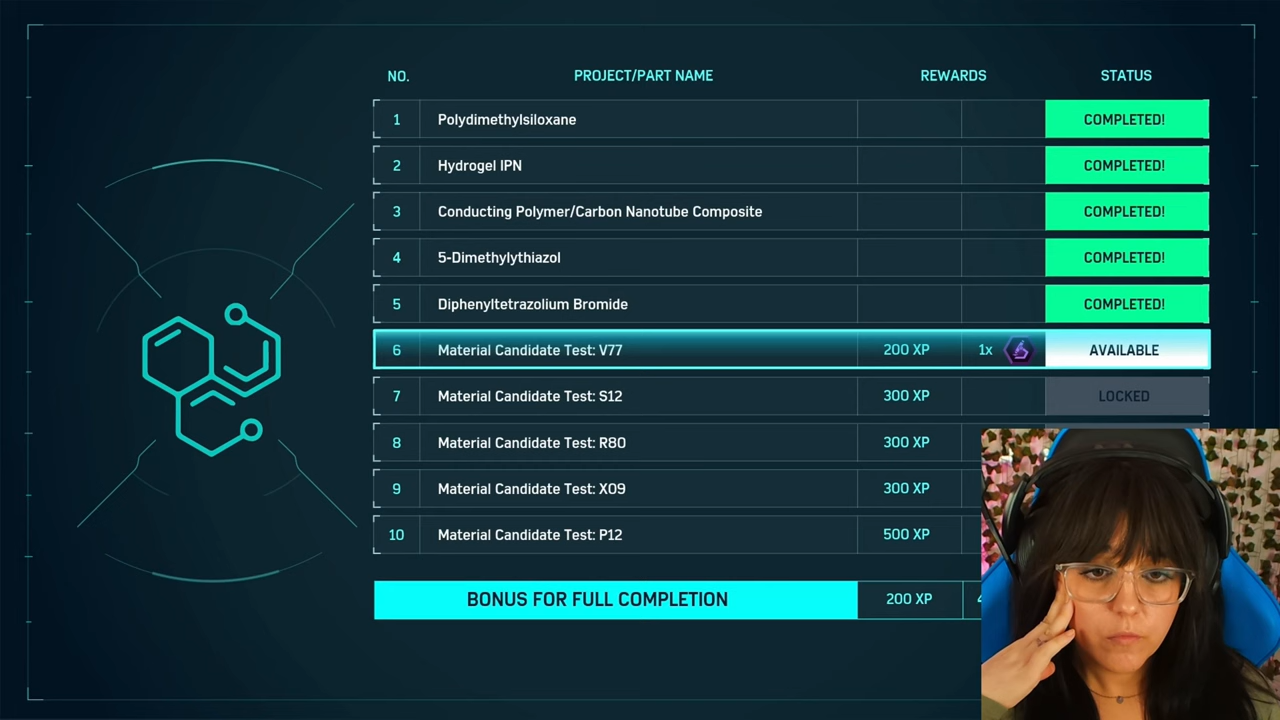 NO. PROJECT/PART NAME REWARDS STATUS
1 Polydimethylsiloxane COMPLETED!
2 Hydrogel IPN COMPLETED!
3 Conducting Polymer/Carbon Nanotube Composite COMPLETED!
4 5-Dimethylythiazol COMPLETED!
5 Diphenyltetrazolium Bromide COMPLETED!
6 Material Candidate Test: V77 200 XP 1x AVAILABLE
7 Material Candidate Test: S12 300 XP LOCKED
8 Material Candidate Test: R80 300 XP
9 Material Candidate Test: X09 300 XP
10 Material Candidate Test: P12 500 XP
BONUS FOR FULL COMPLETION 200 XP